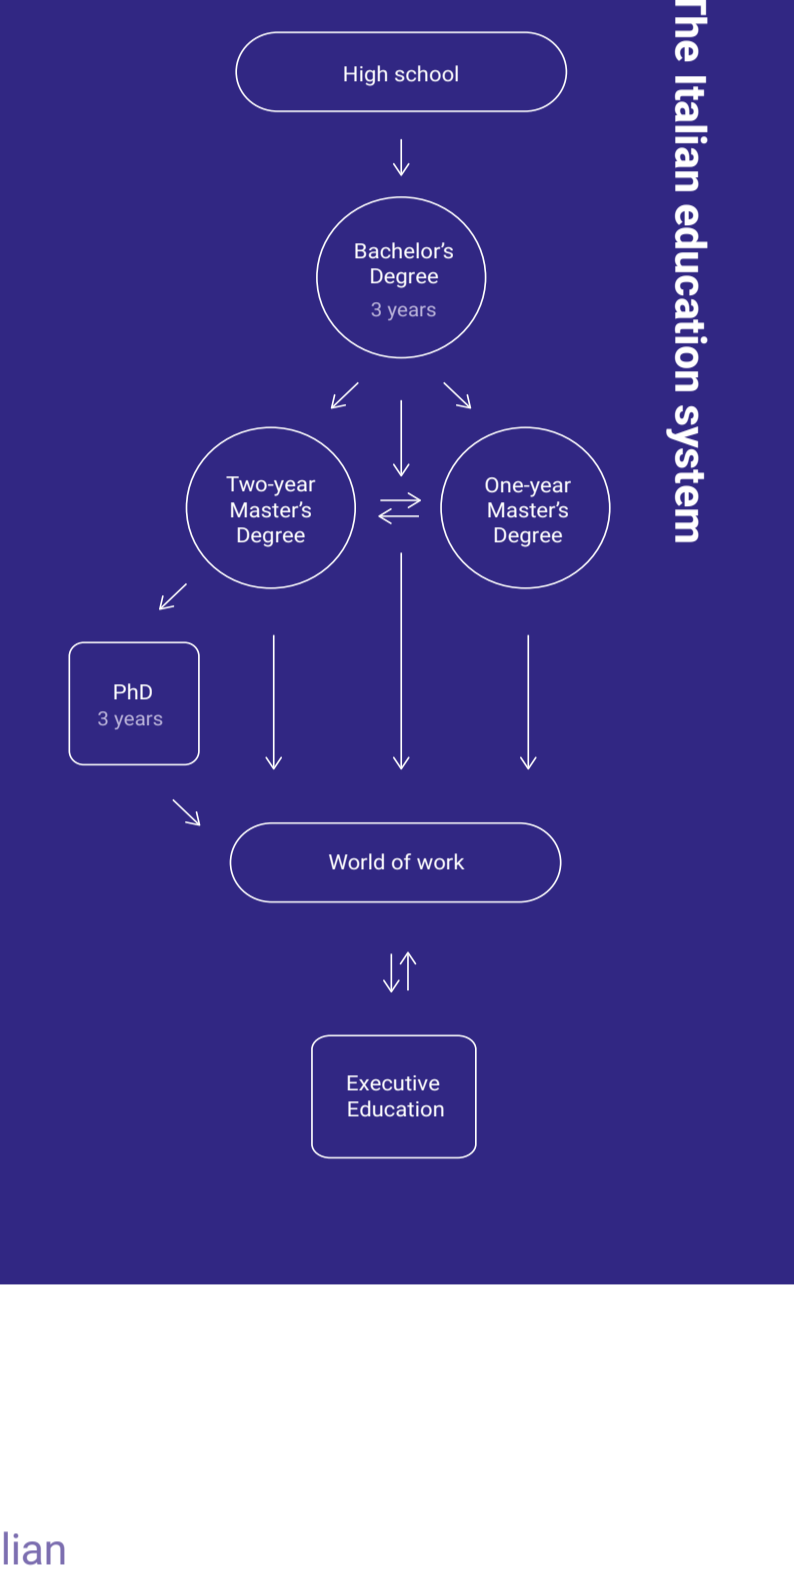 The Italian education system
High school
Bachelor’s
Degree
3 years
Two-year
Master’s
Degree
One-year
Master’s
Degree
PhD
3 years
World of work
Executive
Education
lian